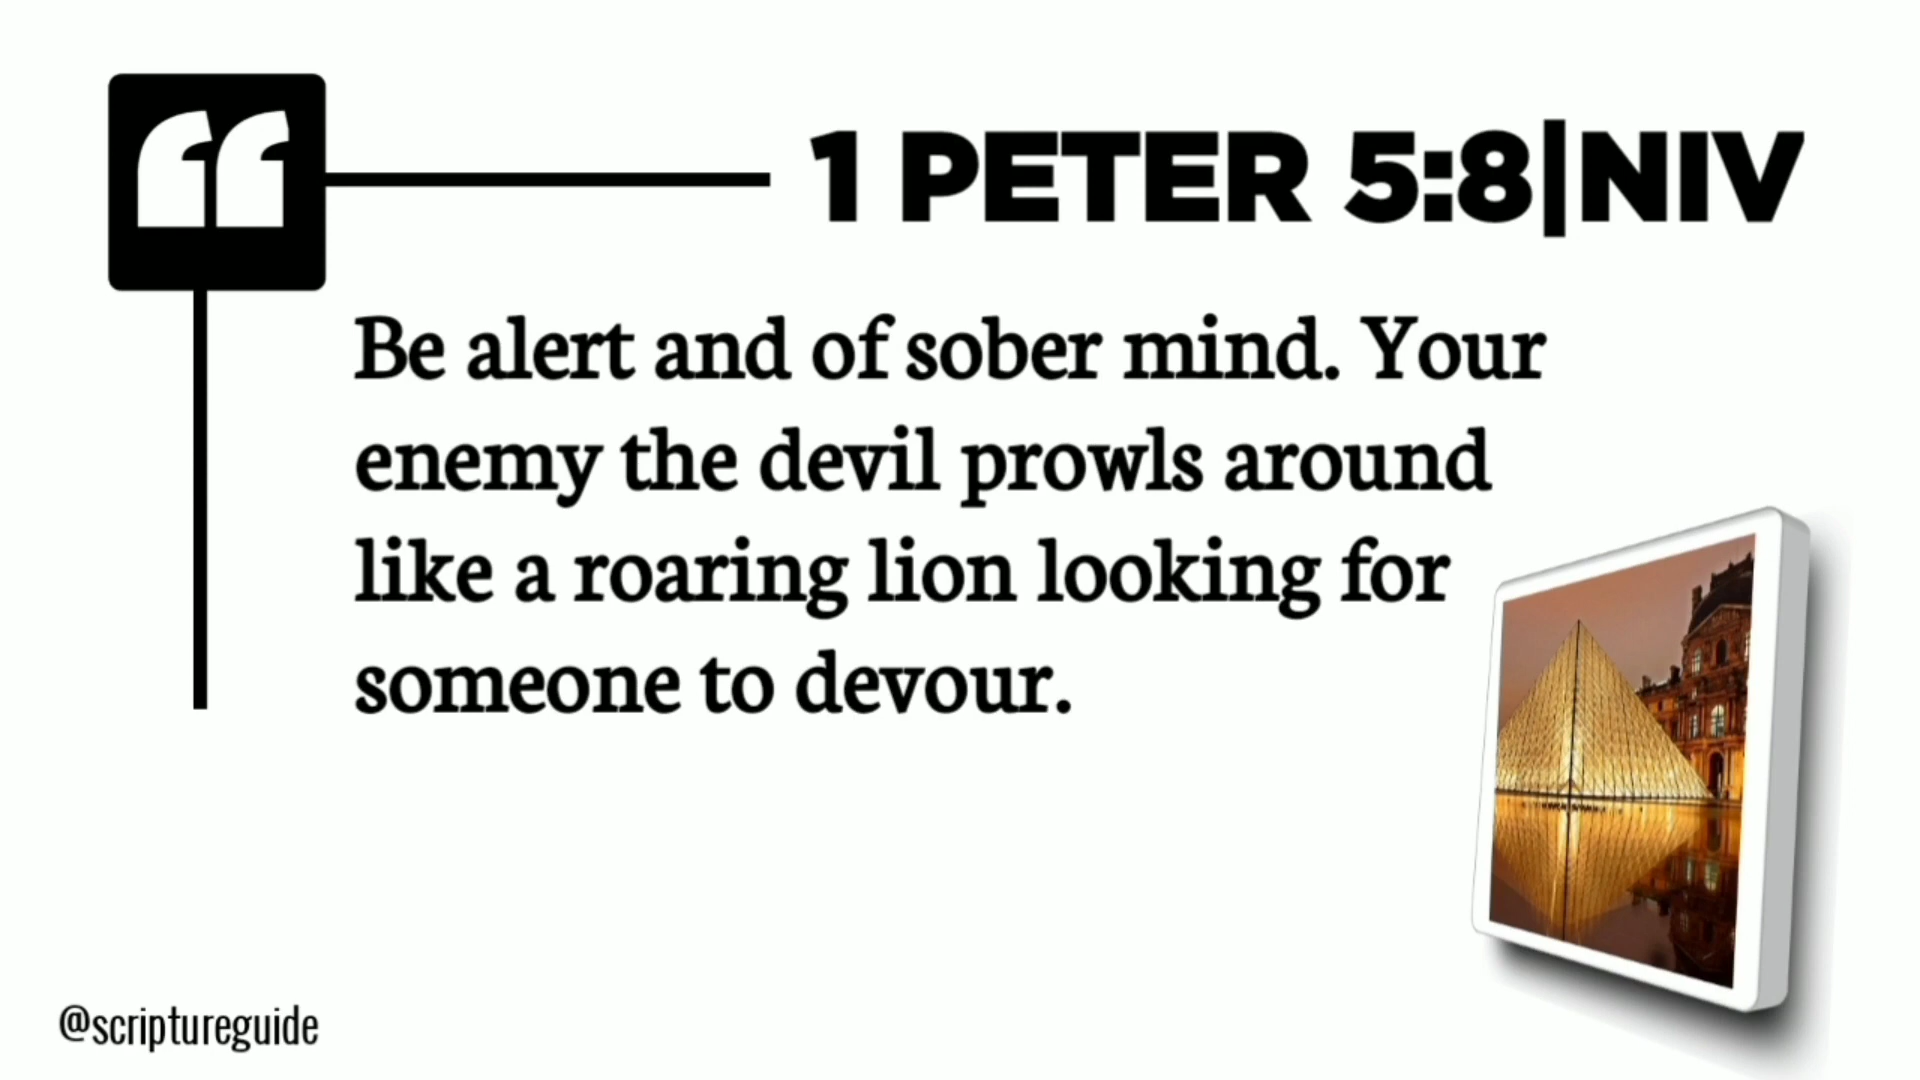 1 PETER 5:8|NIV
Be alert and of sober mind. Your
enemy the devil prowls around
like a roaring lion looking for
someone to devour.
@scriptureguide